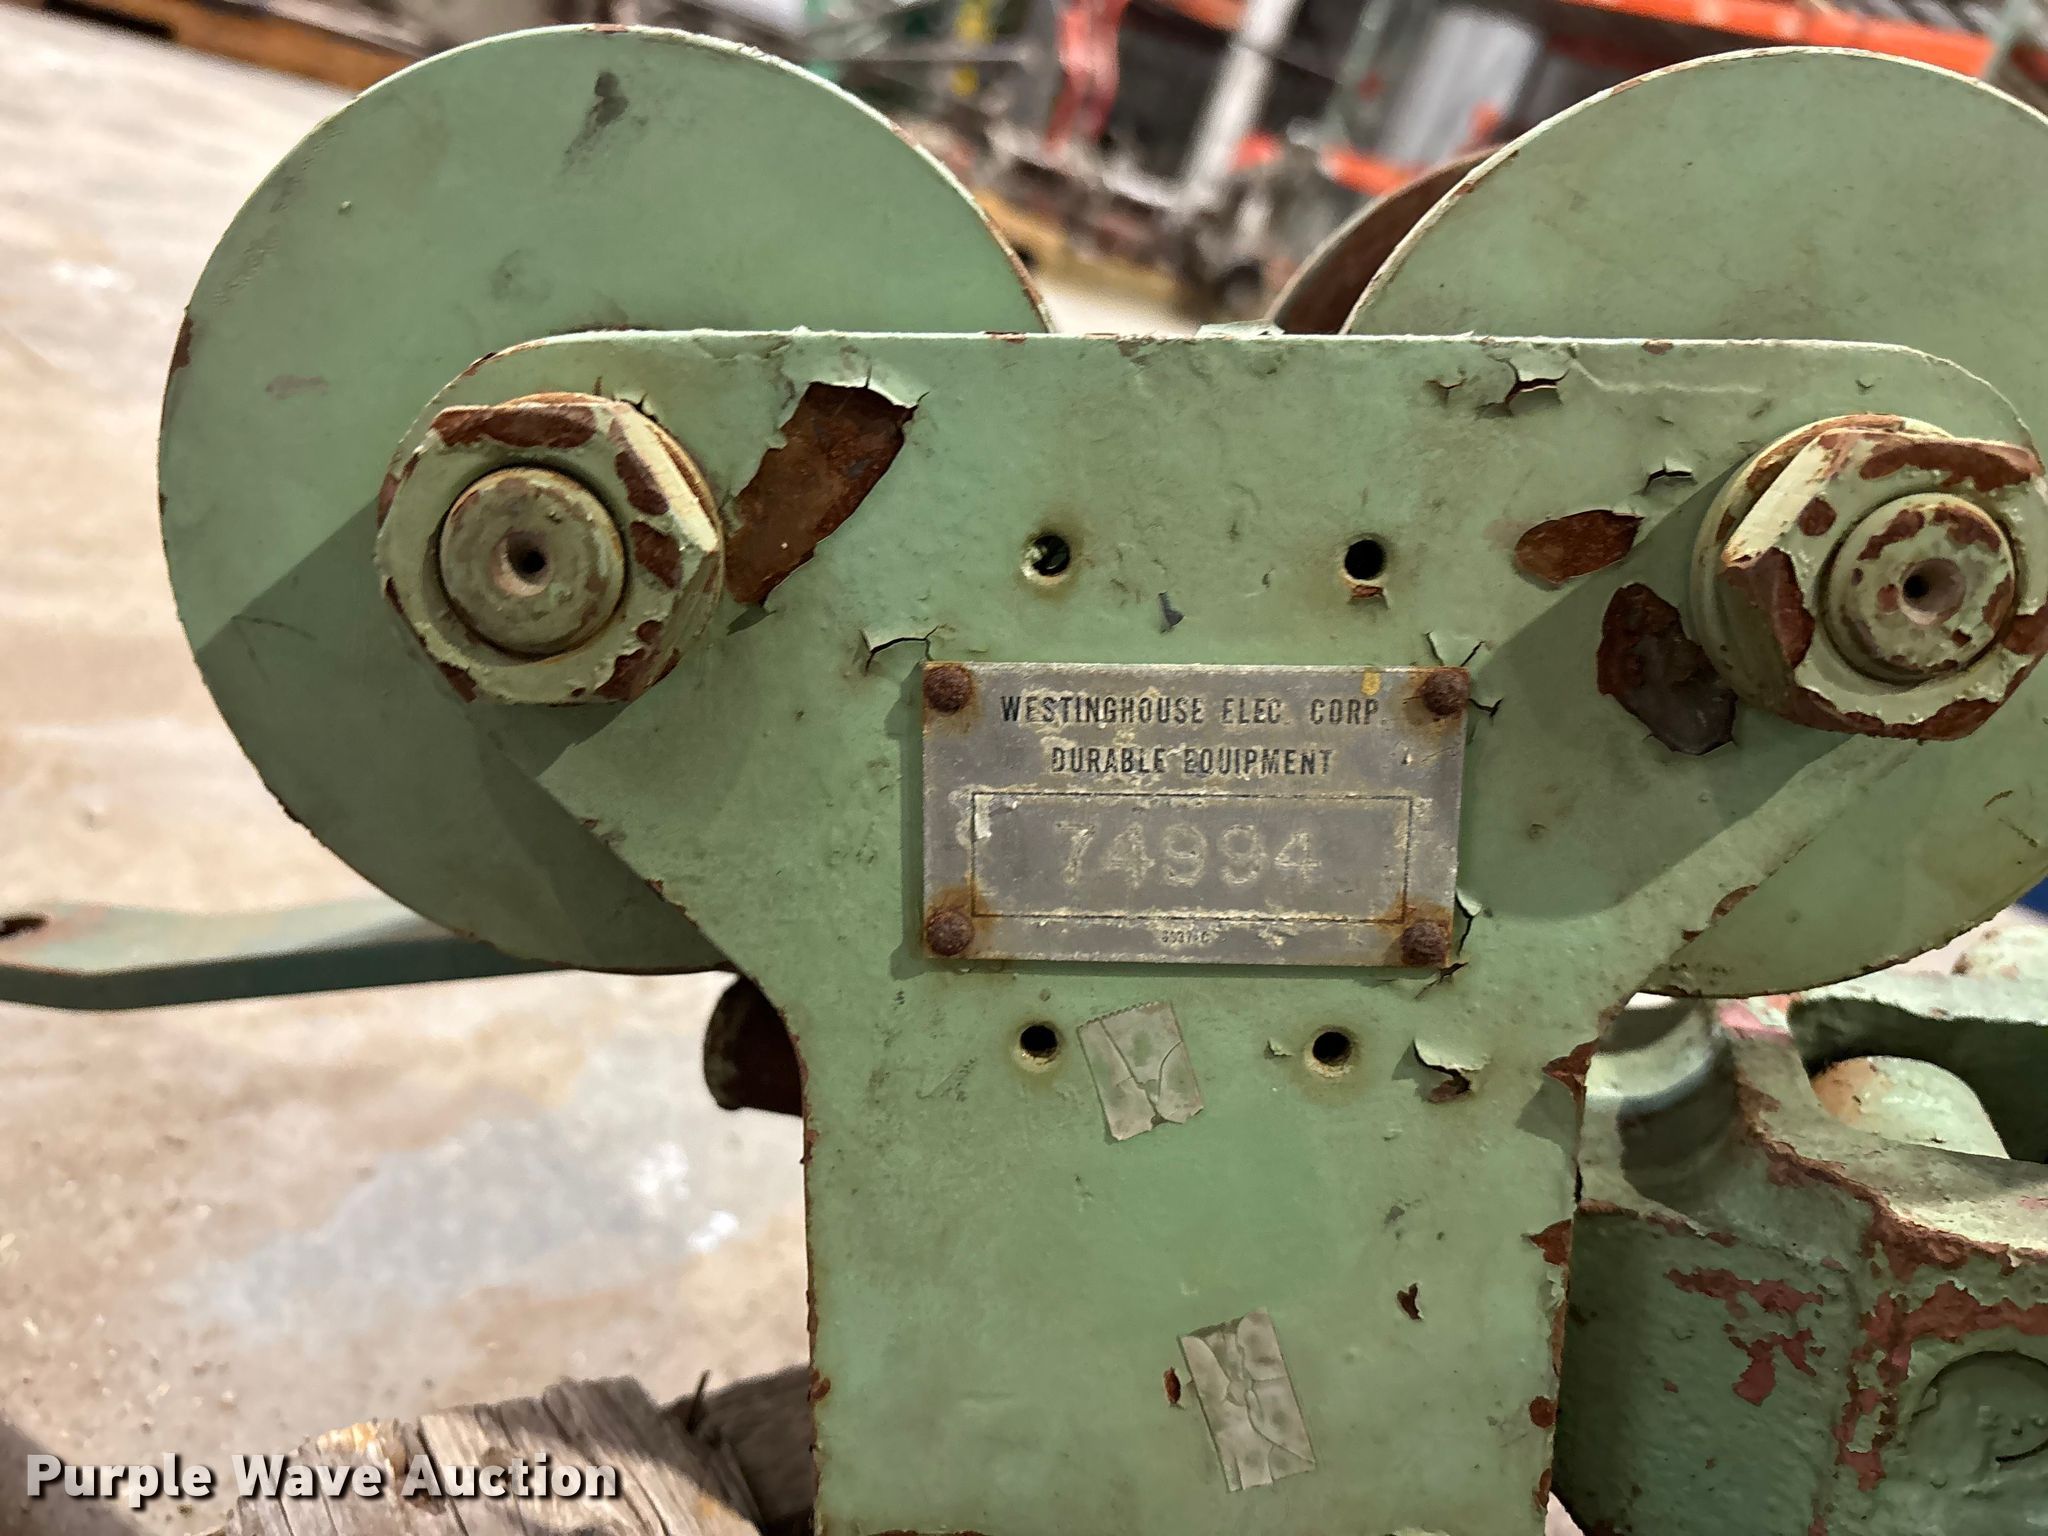 WESTINGHOUSE ELEC. CORP.
DURABLE EQUIPMENT
74994
Purple Wave Auction